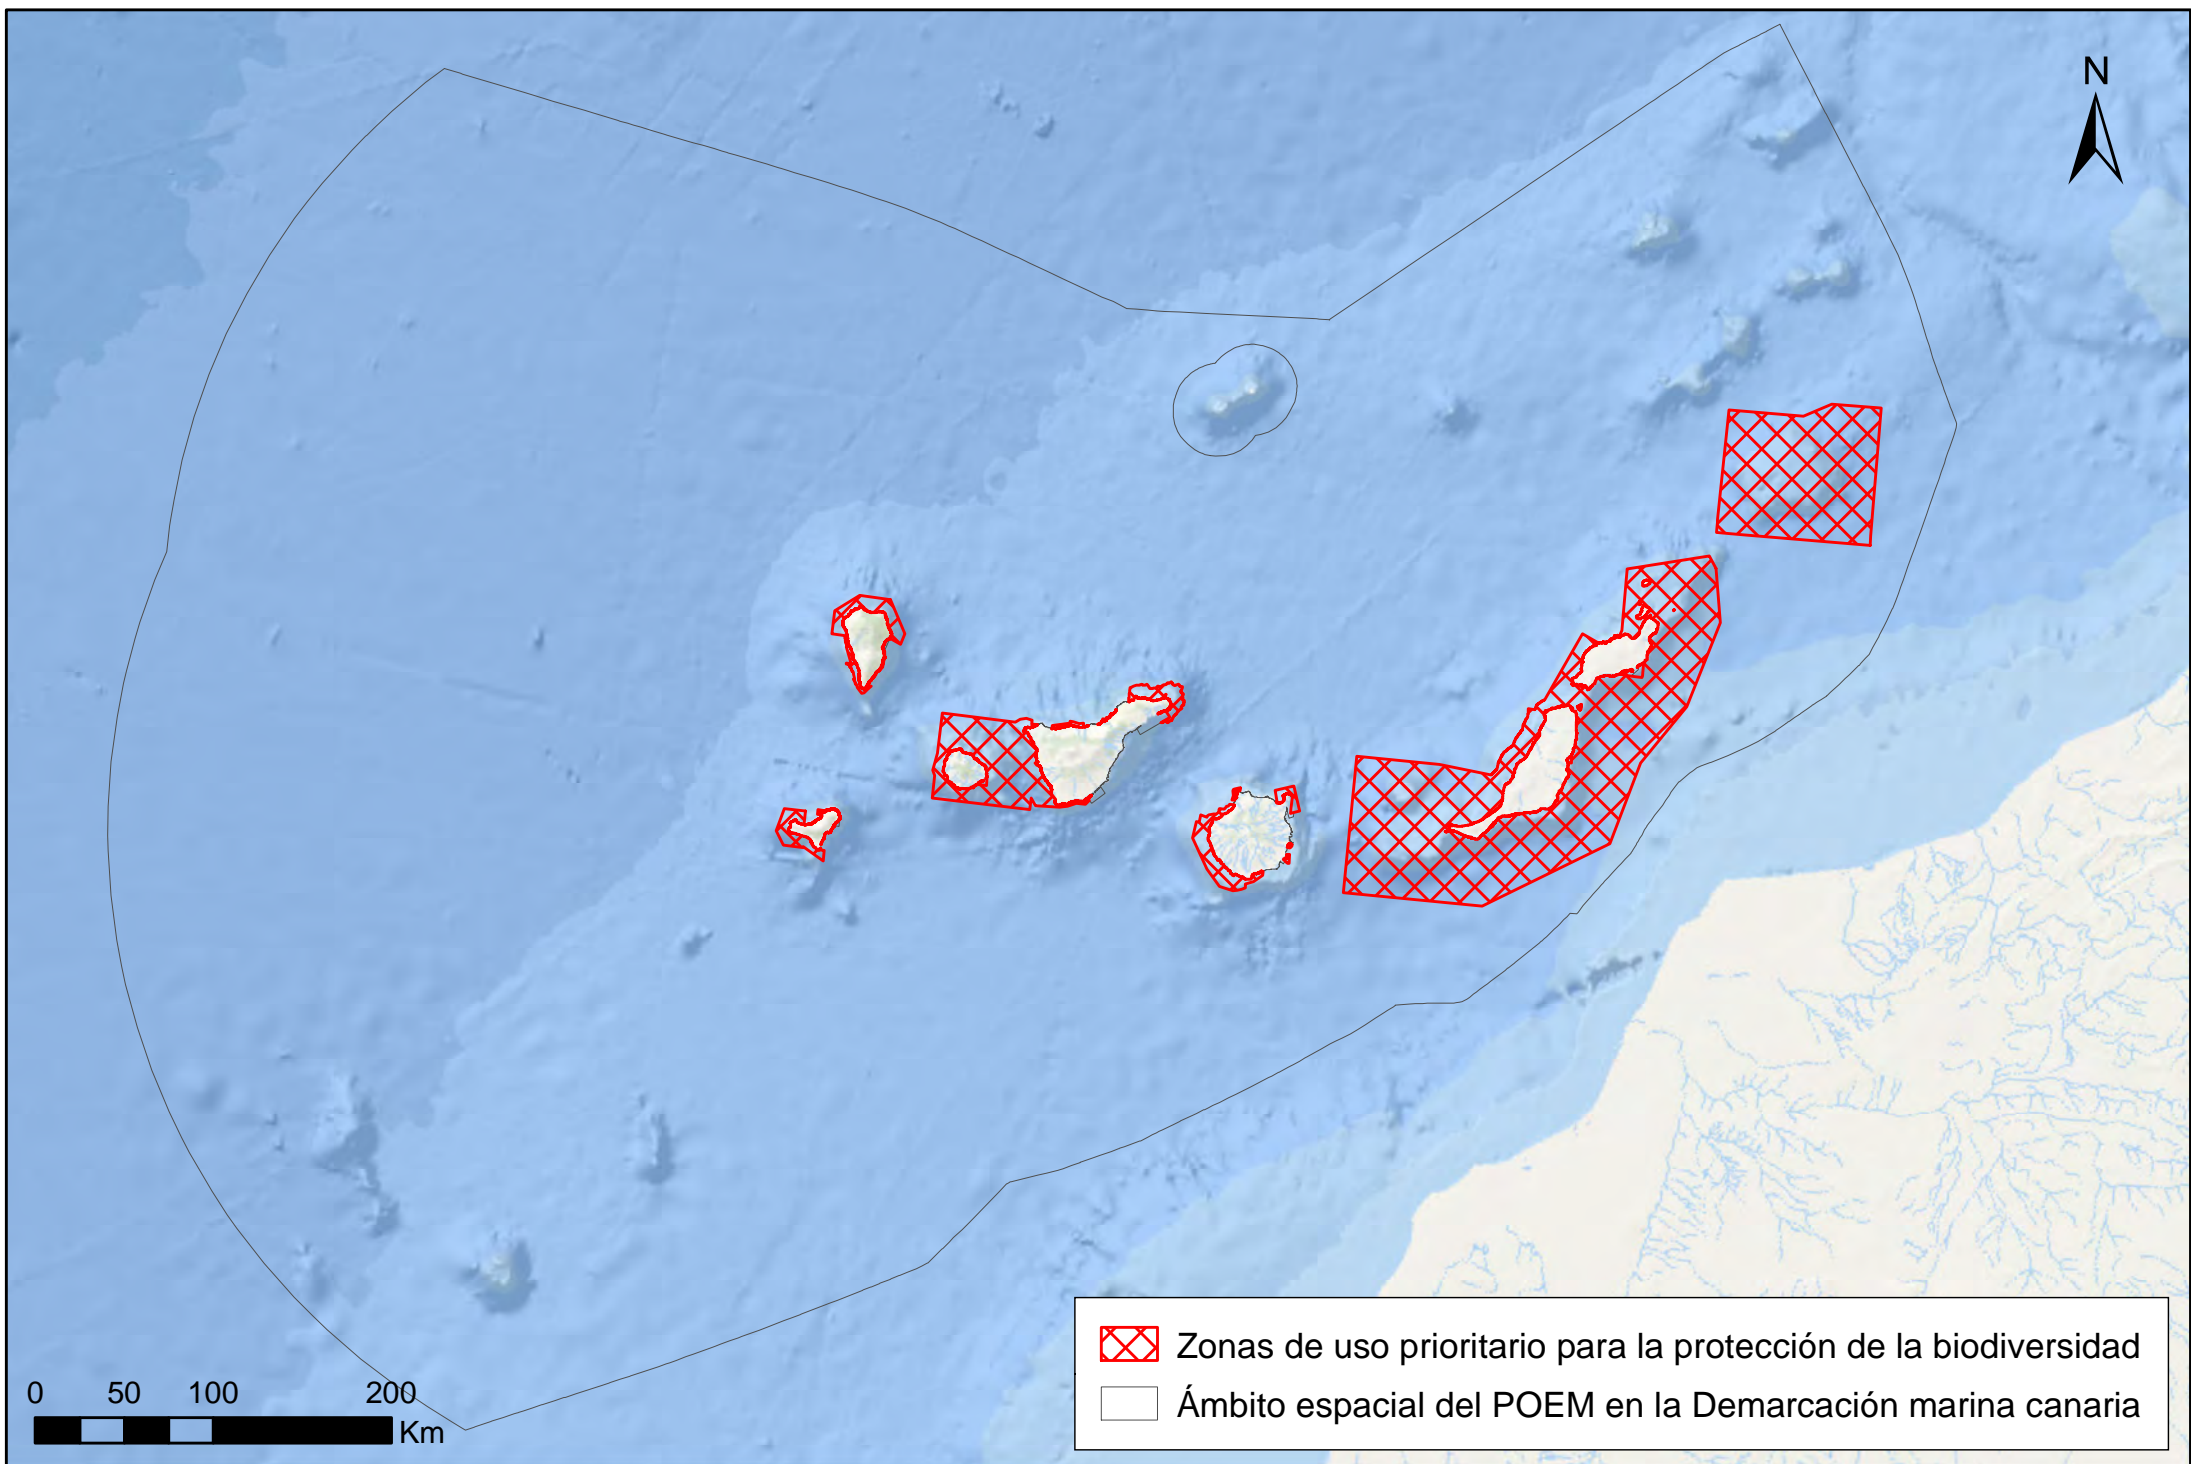 N
Zonas de uso prioritario para la protección de la biodiversidad
Ámbito espacial del POEM en la Demarcación marina canaria
0 50 100 200
Km